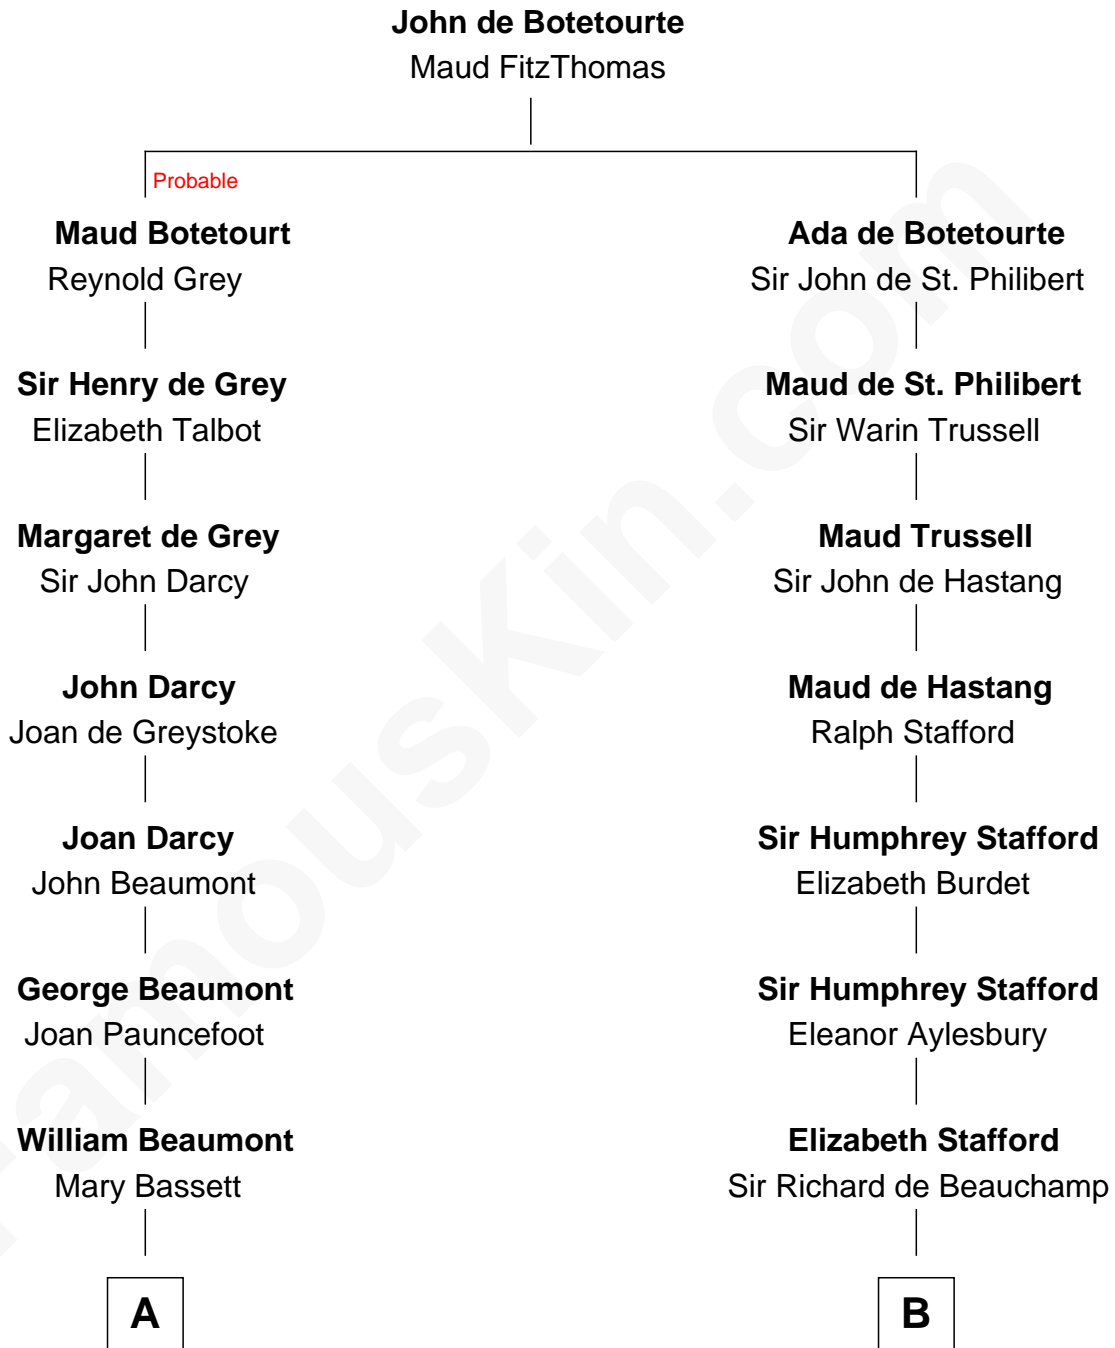 John de Botetourte
Maud FitzThomas
Probable
Maud Botetourt
Reynold Grey
Ada de Botetourte
Sir John de St. Philibert
Sir Henry de Grey
Elizabeth Talbot
Maud de St. Philibert
Sir Warin Trussell
Margaret de Grey
Sir John Darcy
Maud Trussell
Sir John de Hastang
John Darcy
Joan de Greystoke
Maud de Hastang
Ralph Stafford
Joan Darcy
John Beaumont
Sir Humphrey Stafford
Elizabeth Burdet
George Beaumont
Joan Pauncefoot
Sir Humphrey Stafford
Eleanor Aylesbury
William Beaumont
Mary Bassett
Elizabeth Stafford
Sir Richard de Beauchamp
A
B
FamousKin.com